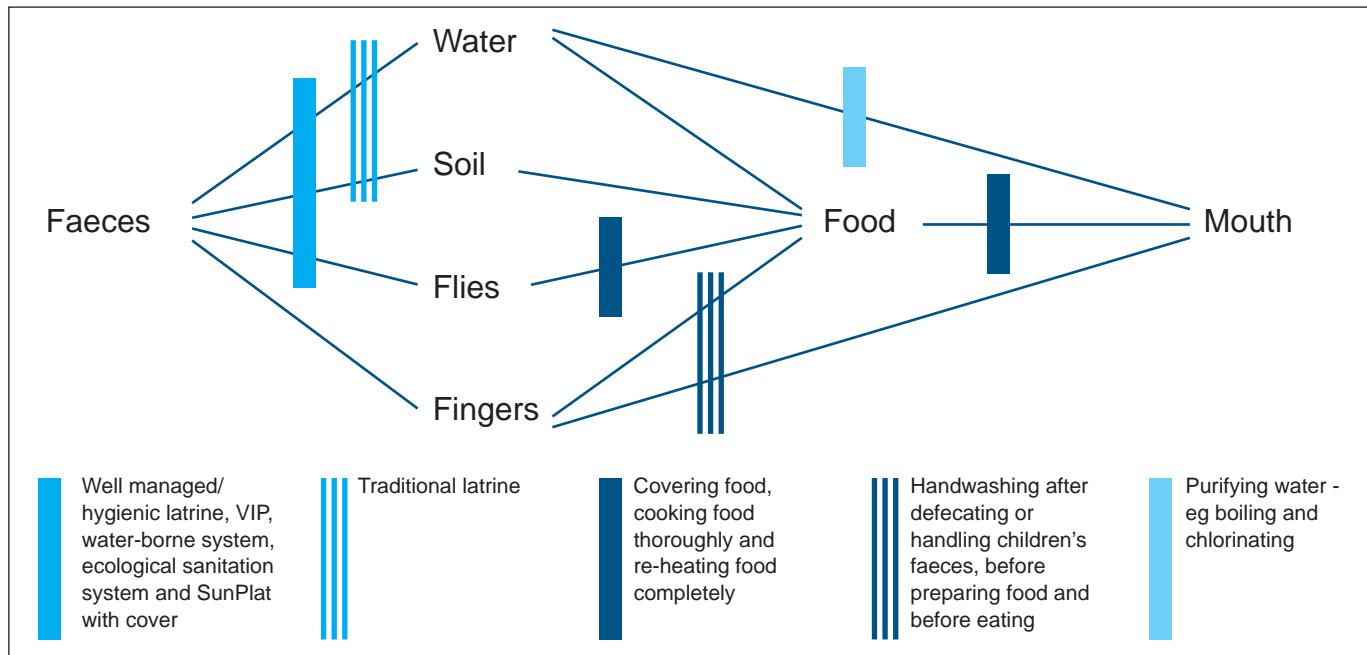 Water
Soil
Faeces
Food
Mouth
Flies
Fingers
Well managed/
hygienic latrine, VIP,
water-borne system,
ecological sanitation
system and SunPlat
with cover
Traditional latrine
Covering food,
cooking food
thoroughly and
re-heating food
completely
Handwashing after
defecating or
handling children’s
faeces, before
preparing food and
before eating
Purifying water -
eg boiling and
chlorinating